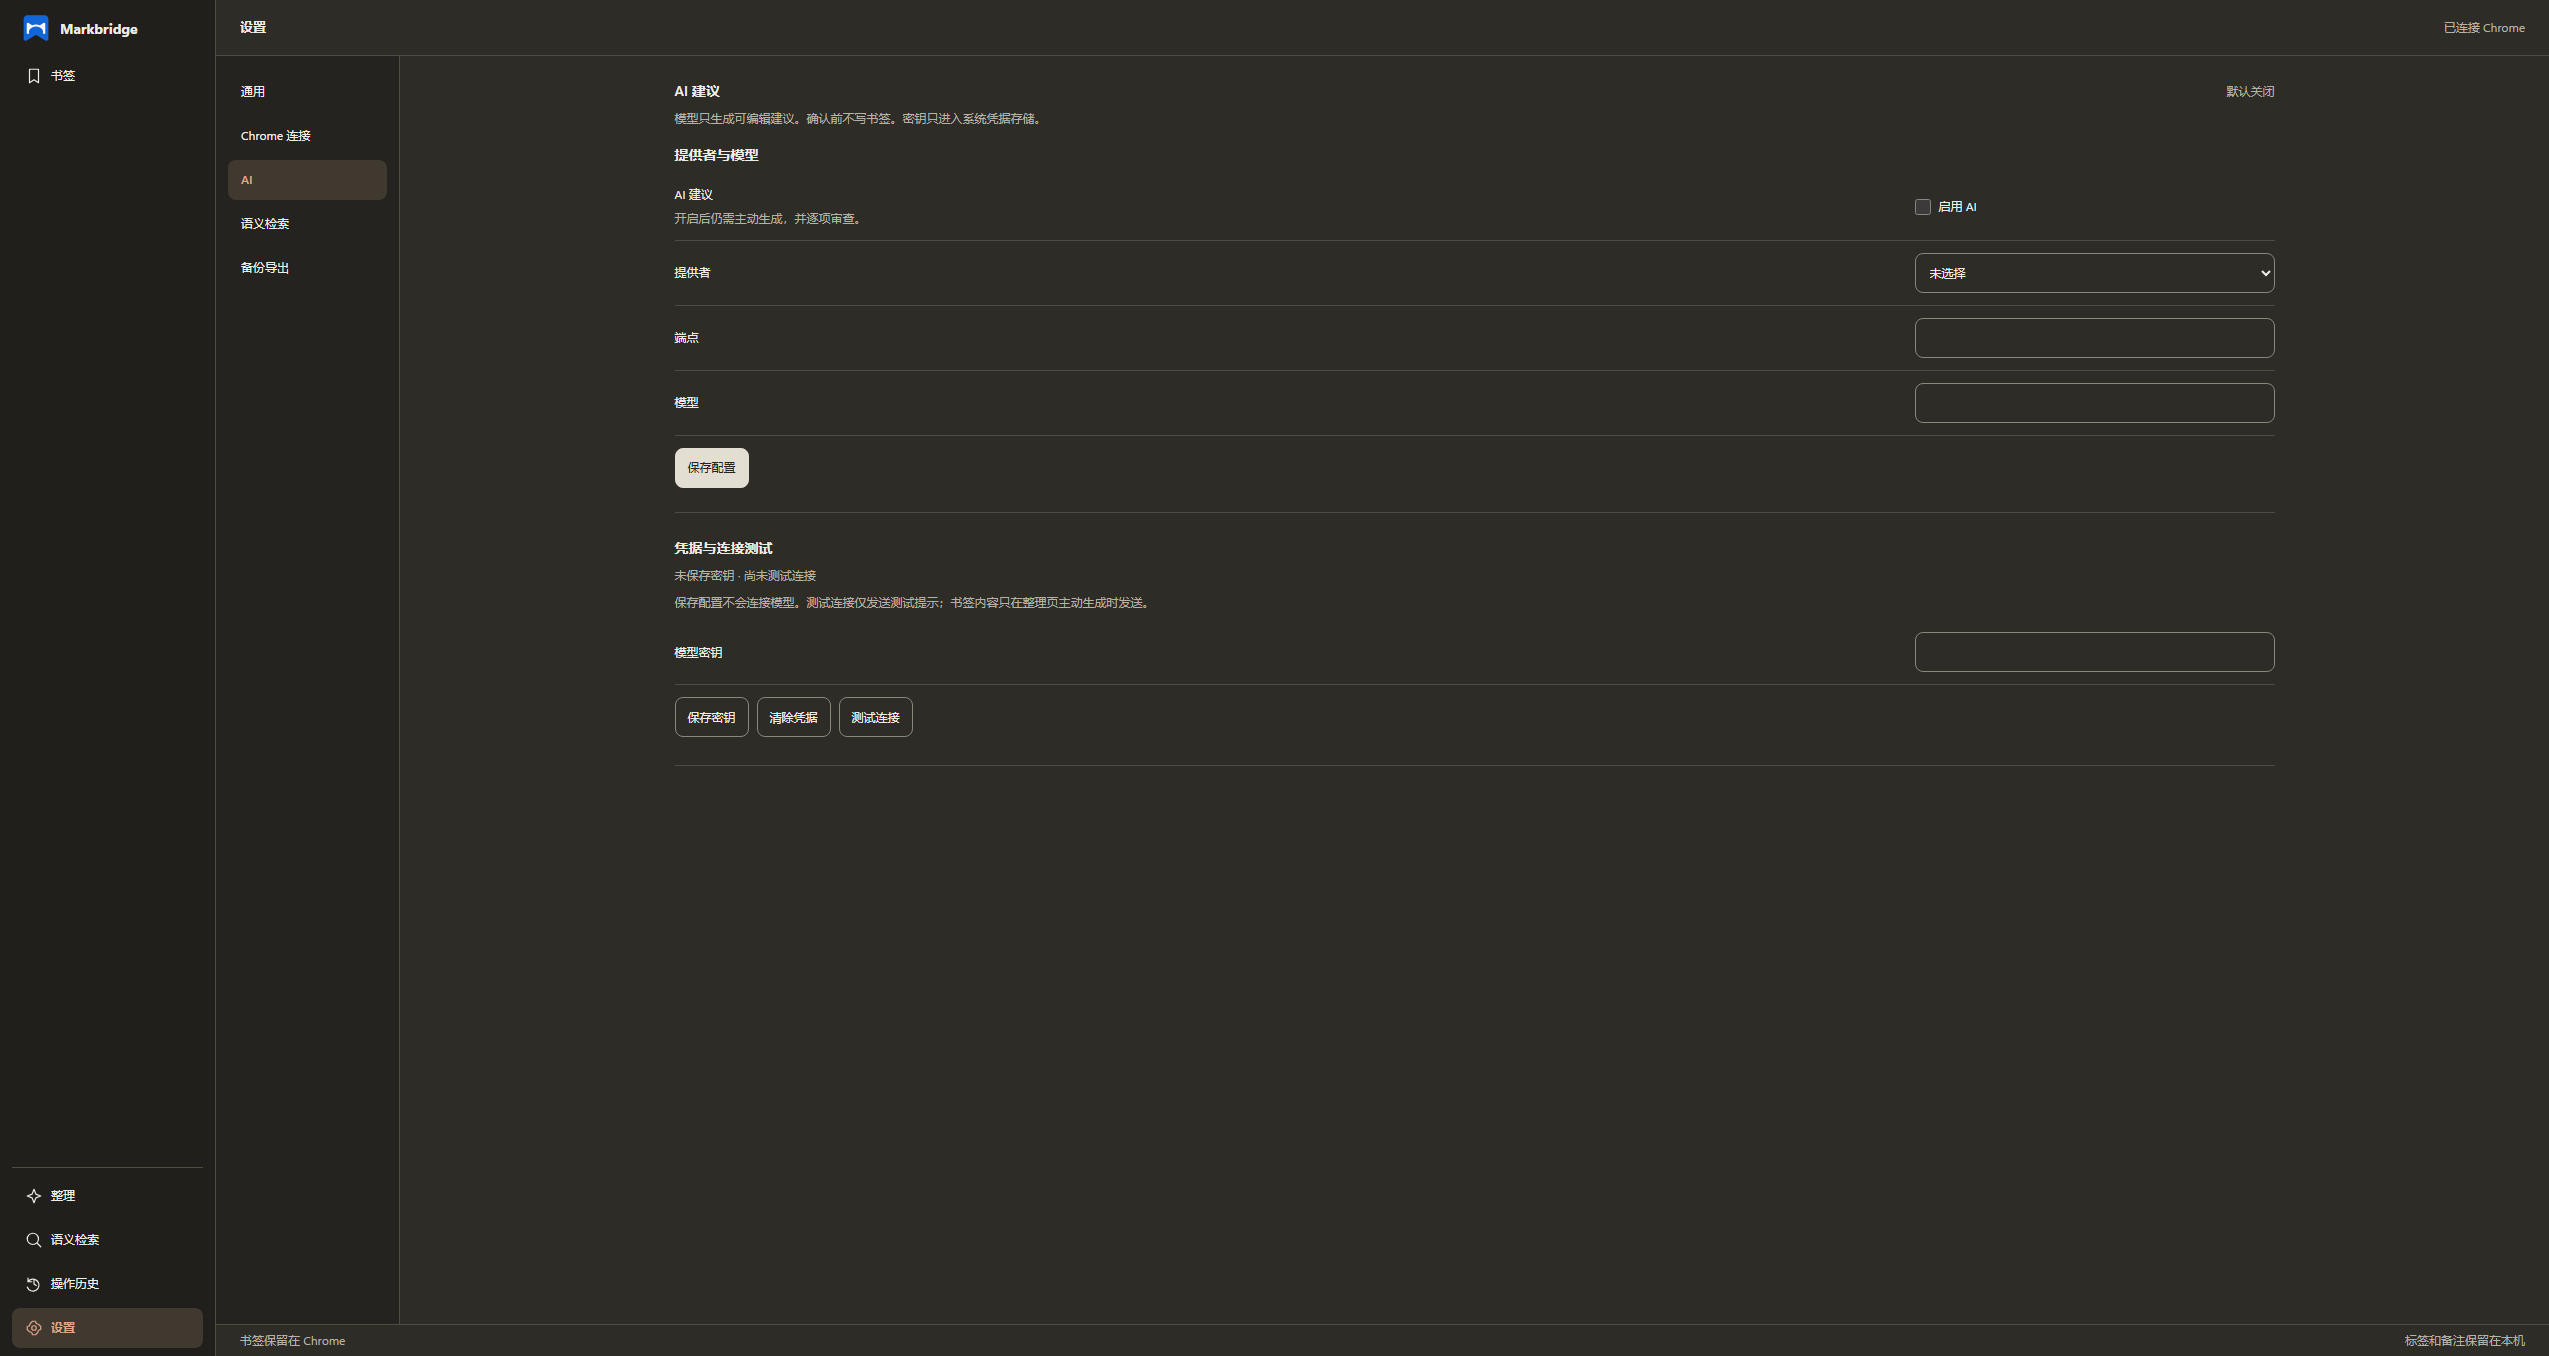 Markbridge
书签
整理
语义检索
操作历史
设置
设置
已连接 Chrome
通用
Chrome 连接
AI
语义检索
备份导出
AI 建议
默认关闭
模型只生成可编辑建议。确认前不写书签。密钥只进入系统凭据存储。
提供者与模型
AI 建议
开启后仍需主动生成，并逐项审查。
启用 AI
提供者
未选择
端点
模型
保存配置
凭据与连接测试
未保存密钥 · 尚未测试连接
保存配置不会连接模型。测试连接仅发送测试提示；书签内容只在整理页主动生成时发送。
模型密钥
保存密钥
清除凭据
测试连接
书签保留在 Chrome
标签和备注保留在本机